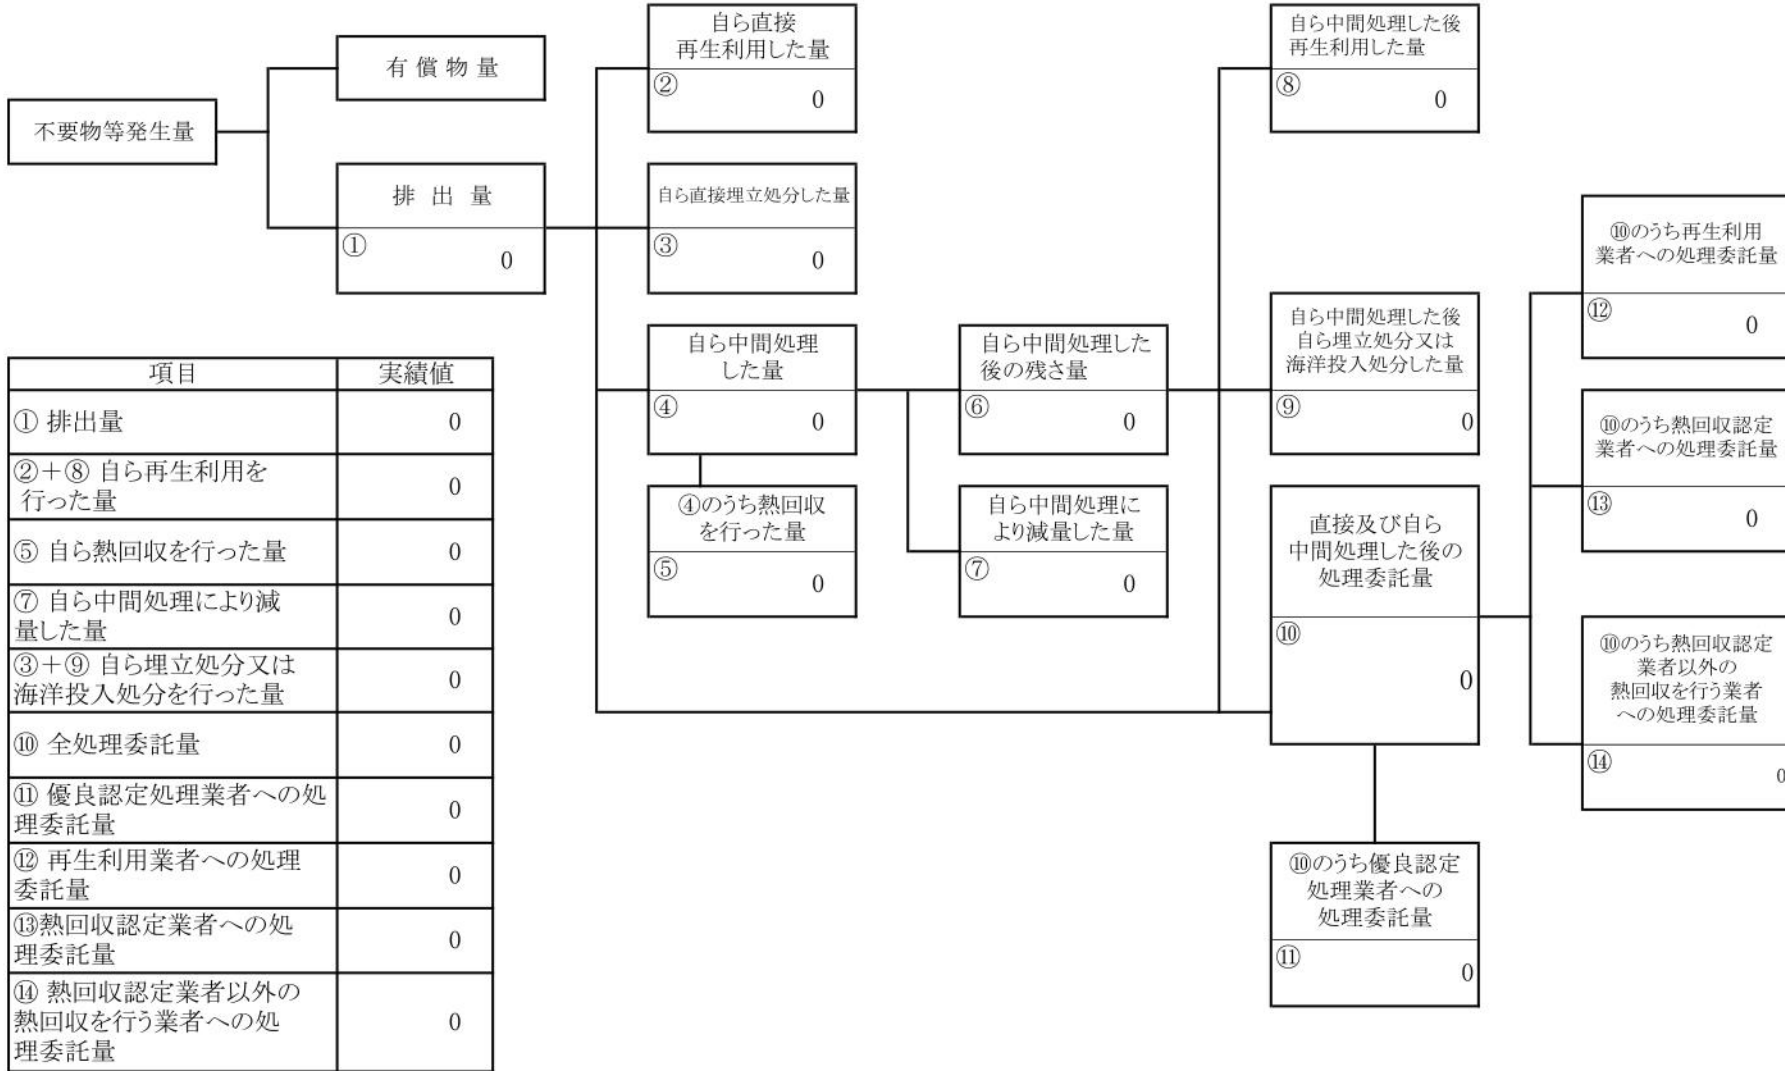 不要物等発生量
有償物量
排出量
①
0
自ら直接
再生利用した量
②
0
自ら直接埋立処分した量
③
0
自ら中間処理
した量
④
0
④のうち熱回収
を行った量
⑤
0
自ら中間処理した
後の残さ量
⑥
0
自ら中間処理に
より減量した量
⑦
0
自ら中間処理した後
再生利用した量
⑧
0
自ら中間処理した後
自ら埋立処分又は
海洋投入処分した量
⑨
0
直接及び自ら
中間処理した後の
処理委託量
⑩
0
⑩のうち優良認定
処理業者への
処理委託量
⑪
0
⑩のうち再生利用
業者への処理委託量
⑫
0
⑩のうち熱回収認定
業者への処理委託量
⑬
0
⑩のうち熱回収認定
業者以外の
熱回収を行う業者
への処理委託量
⑭
0
項目 実績値
① 排出量 0
②+⑧ 自ら再生利用を
行った量 0
⑤ 自ら熱回収を行った量 0
⑦ 自ら中間処理により減
量した量 0
③+⑨ 自ら埋立処分又は
海洋投入処分を行った量 0
⑩ 全処理委託量 0
⑪ 優良認定処理業者への処
理委託量 0
⑫ 再生利用業者への処理
委託量 0
⑬熱回収認定業者への処
理委託量 0
⑭ 熱回収認定業者以外の
熱回収を行う業者への処
理委託量 0